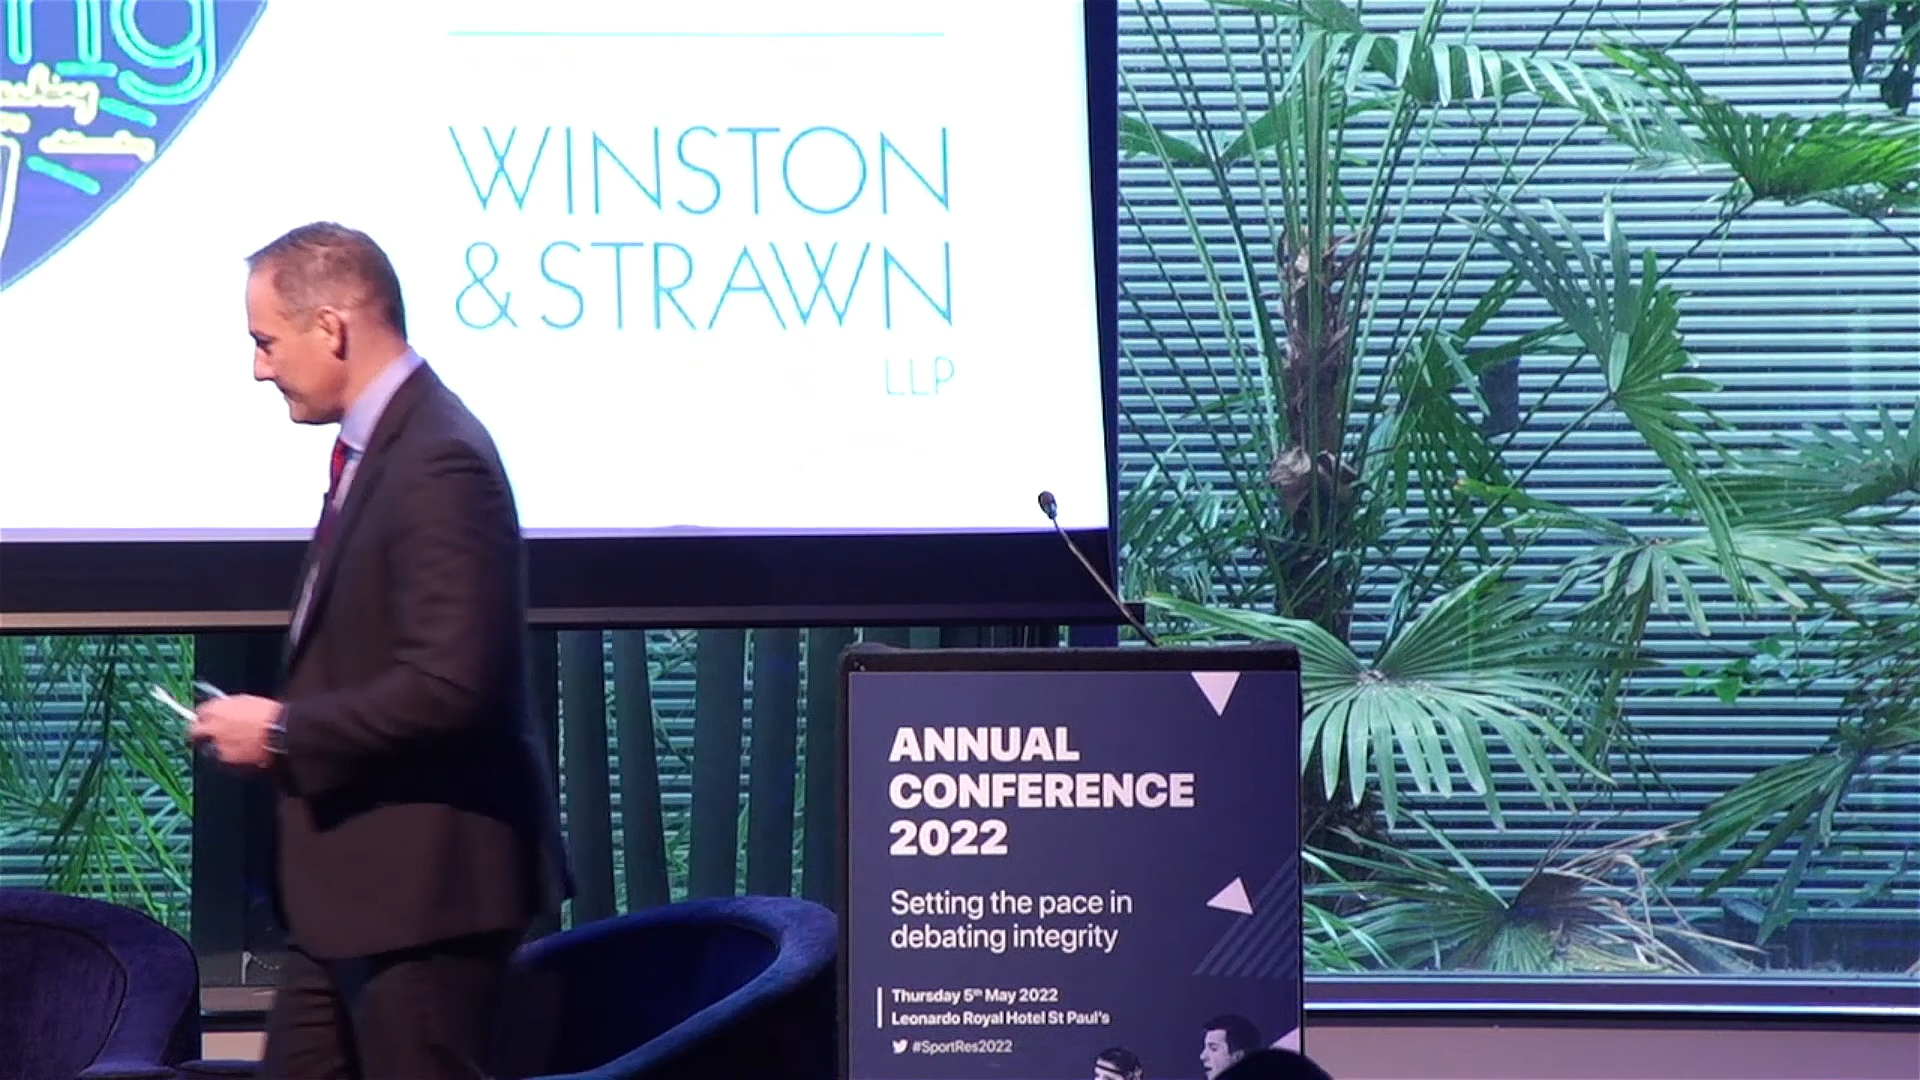 ing
WINSTON
& STRAWN
LLP
ANNUAL
CONFERENCE
2022
Setting the pace in
debating integrity
Thursday 5th May 2022
Leonardo Royal Hotel St Paul's
#SportRes2022